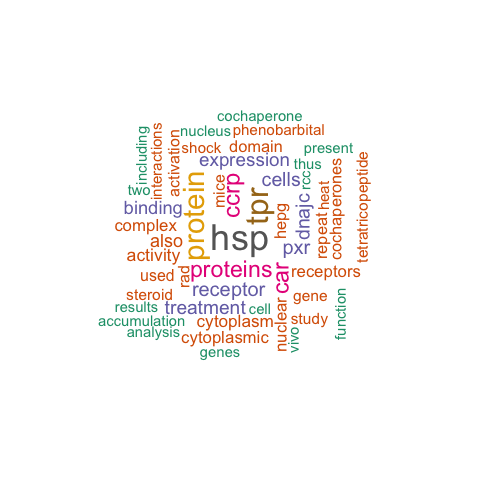 cochaperone
nucleus phenobarbital
including
interactions
activation
shock domain
present
expression
thus
rcc
two
mice
ccrp
cells
protein
tpr
dnajc
hepg
heat
repeat
cochaperones
tetratricopeptide
binding
complex
also
hsp
pxr
activity
used
rad
proteins
car
receptors
steroid
receptor
gene
results
treatment
cell
nuclear
study
function
accumulation
cytoplasm
analysis
cytoplasmic
vivo
genes